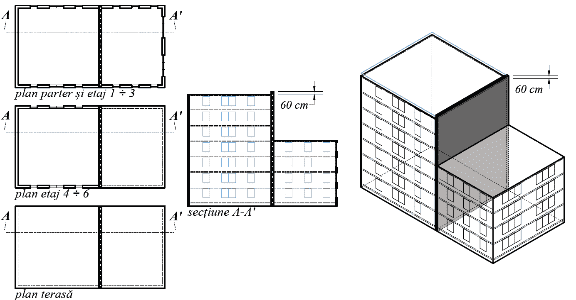 A A'
plan parter și etaj 1 ÷ 3
A A'
plan etaj 4 ÷ 6
A A'
plan terasă
60 cm
secțiune A-A'
60 cm